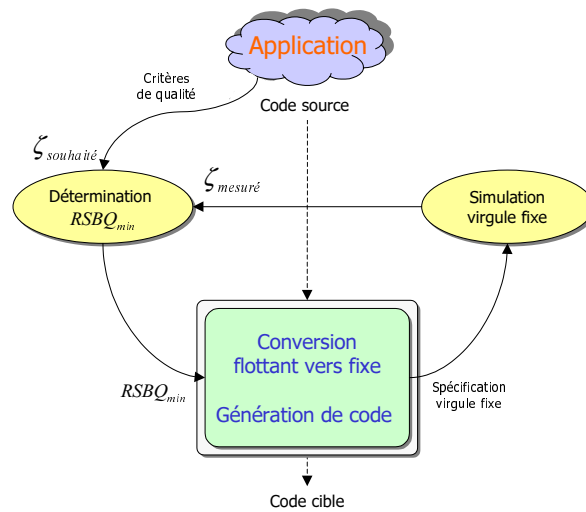 Application
Critères
de qualité
Code source
ζ souhaité
ζ mesuré
Détermination
RSBQ min
Simulation
virgule fixe
Conversion
flottant vers fixe
Génération de code
RSBQ min
Spécification
virgule fixe
Code cible